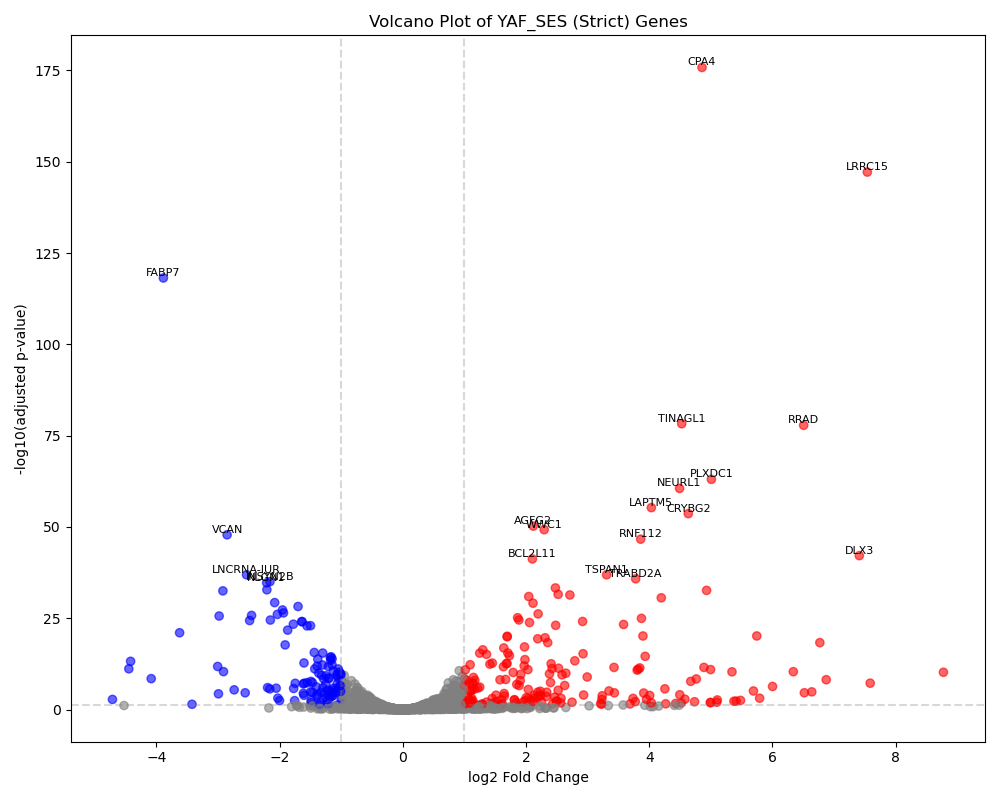 Volcano Plot of YAF_SES (Strict) Genes
CPA4
LRRC15
FABP7
TINAGL1
RRAD
PLXDC1
NEURL1
LAPTM5
CRYBG2
AGFG2
VWC1
VCAN
RNF112
DLX3
BCL2L11
LNCRNA-IUR
TSPAN1
TRABD2A
175
150
125
100
75
50
25
0
-log10(adjusted p-value)
−4
−2
0
2
4
6
8
log2 Fold Change